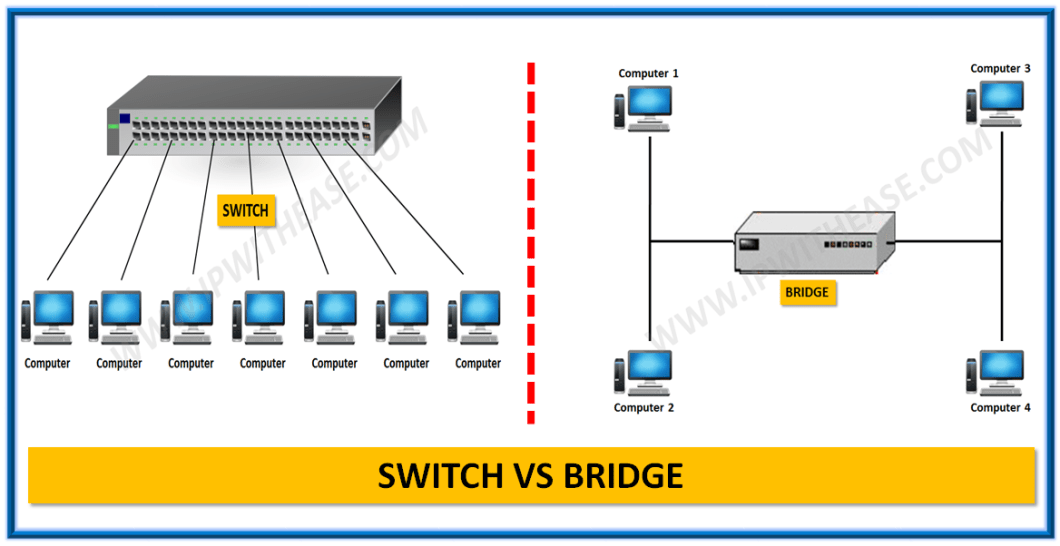 SWITCH
Computer
Computer
Computer
Computer
Computer
Computer
Computer
WWW.IPWITHEASE.COM
Computer 1
Computer 3
BRIDGE
Computer 2
Computer 4
WWW.IPWITHEASE.COM
SWITCH VS BRIDGE